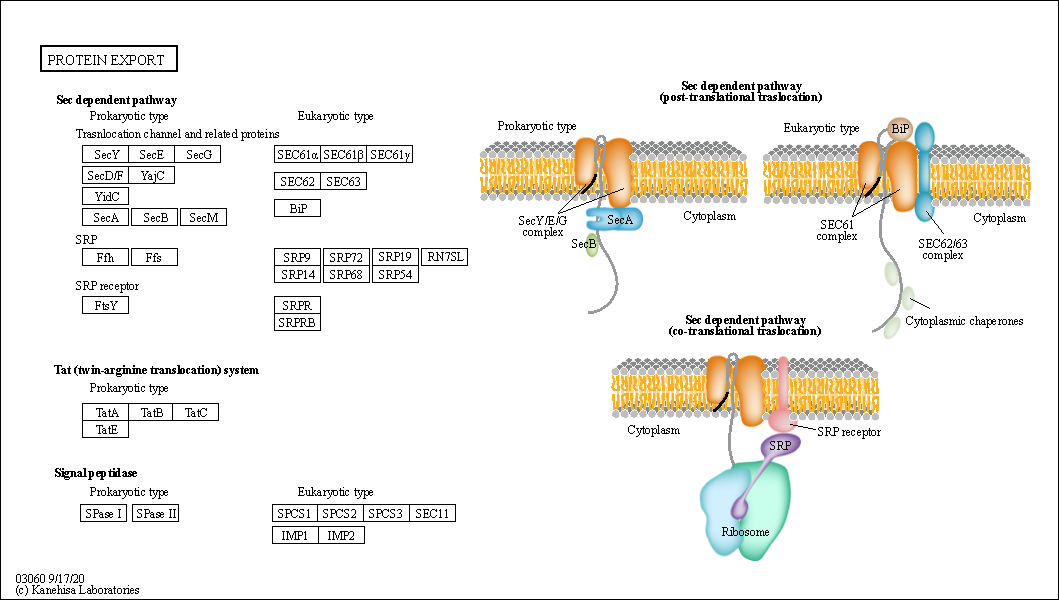 PROTEIN EXPORT
Sec dependent pathway
Prokaryotic type
Eukaryotic type
Trasnlocation channel and related proteins
SecY SecE SecG
SEC61α SEC61β SEC61γ
SecD/F YajC
SEC62 SEC63
YidC
BiP
SecA SecB SecM
SRP
Ffh Ffs
SRP9 SRP72 SRP19 RN7SL
SRP14 SRP68 SRP54
SRP receptor
FtsY
SRPR
SRPRB
Tat (twin-arginine translocation) system
Prokaryotic type
TatA TatB TatC
TatE
Signal peptidase
Prokaryotic type
Eukaryotic type
SPase I SPase II
SPCS1 SPCS2 SPCS3 SEC11
IMP1 IMP2
03060 9/17/20
(c) Kanehisa Laboratories
Sec dependent pathway
(post-translational traslocation)
Prokaryotic type
SecY/E/G
complex
SecA
SecB
Cytoplasm
Eukaryotic type
BiP
SEC61
complex
Cytoplasm
SEC62/63
complex
Cytoplasmic chaperones
Sec dependent pathway
(co-translational traslocation)
Cytoplasm
SRP receptor
SRP
Ribosome